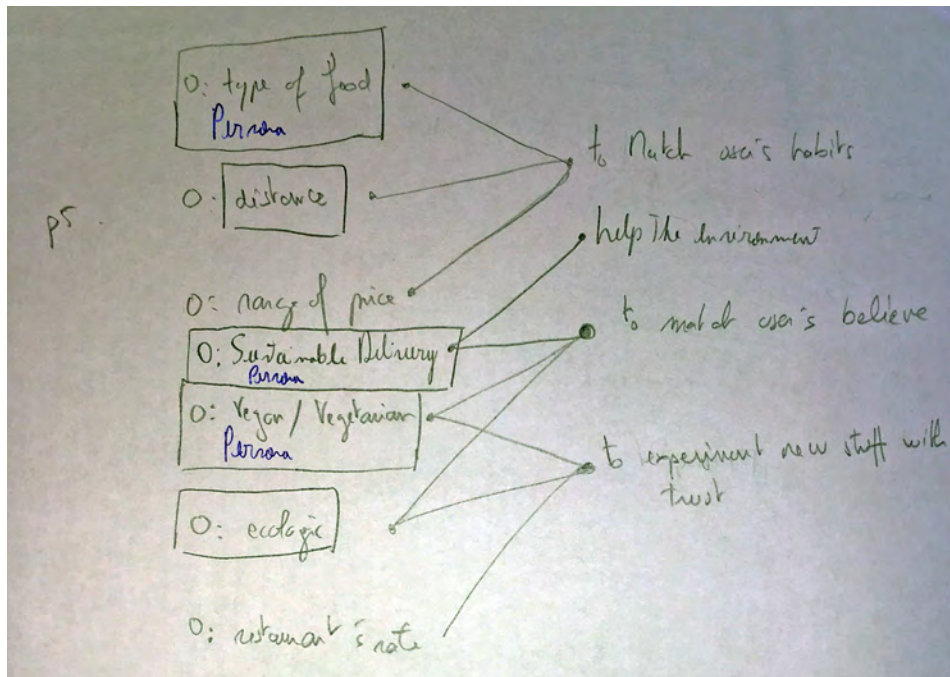 O: type of food
Persona
to Match user's habits
O: distance
p5.
help The environment
O: range of price
to match user's believe
O: Sustainable Delivery
Persona
O: Vegan / Vegetarian
Persona
to experiment new stuff with
trust
O: ecologic
O: restaurant's rate